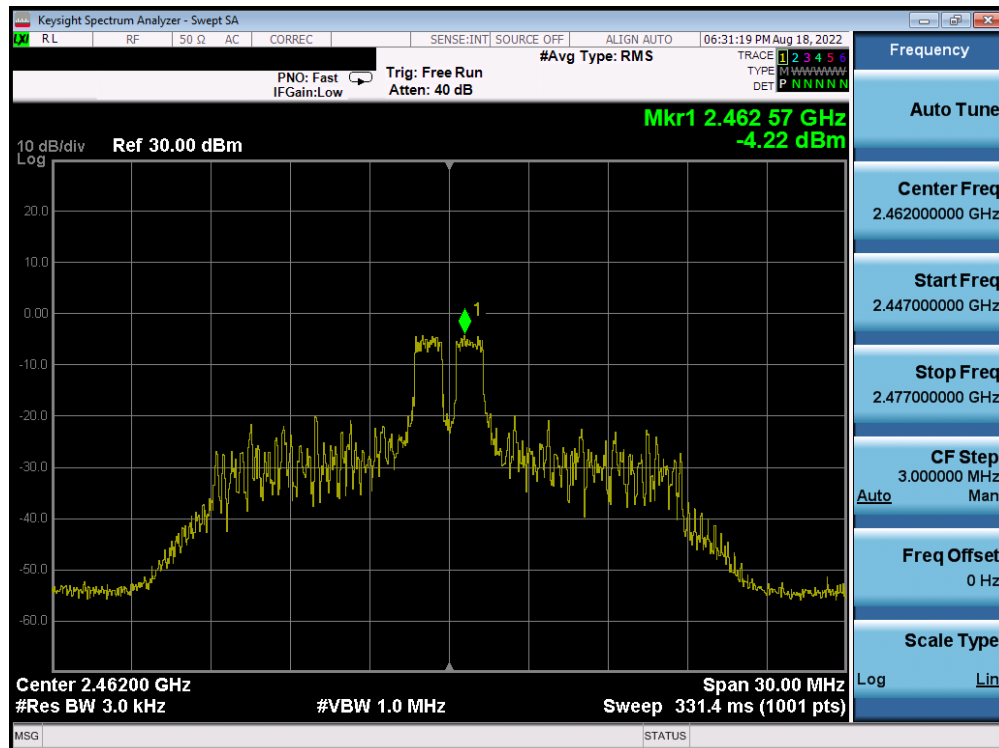 Keysight Spectrum Analyzer - Swept SA
LXI RL RF 50 Ω AC CORREC SENSE:INT SOURCE OFF ALIGN AUTO 06:31:19 PM Aug 18, 2022
PNO: Fast
IFGain:Low
Trig: Free Run
Atten: 40 dB
#Avg Type: RMS
TRACE 1 2 3 4 5 6
TYPE M WWWWW
DET P N N N N N
Mkr1 2.462 57 GHz
-4.22 dBm
10 dB/div Ref 30.00 dBm
Log
20.0
10.0
0.00
-10.0
-20.0
-30.0
-40.0
-50.0
-60.0
1
Center 2.46200 GHz Span 30.00 MHz
#Res BW 3.0 kHz #VBW 1.0 MHz Sweep 331.4 ms (1001 pts)
MSG STATUS
Frequency
Auto Tune
Center Freq
2.462000000 GHz
Start Freq
2.447000000 GHz
Stop Freq
2.477000000 GHz
CF Step
3.000000 MHz
Auto Man
Freq Offset
0 Hz
Scale Type
Log Lin